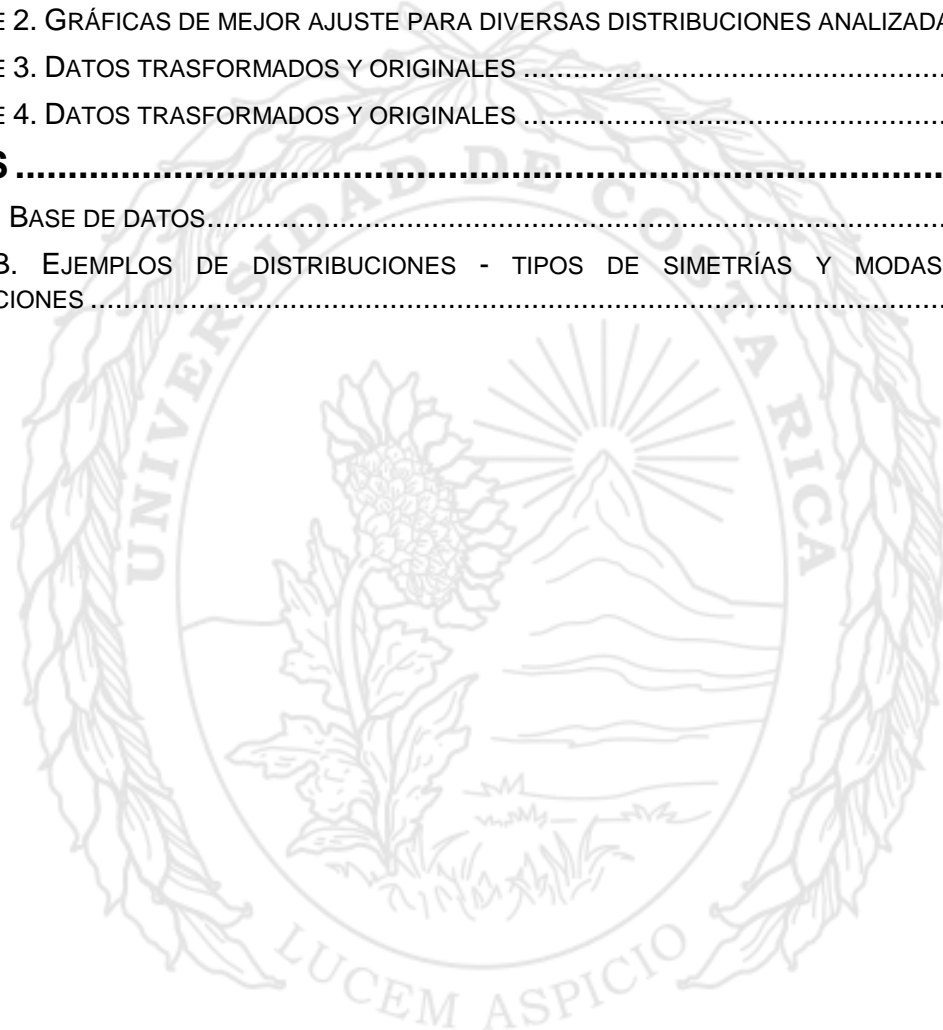 E 2. GRÁFICAS DE MEJOR AJUSTE PARA DIVERSAS DISTRIBUCIONES ANALIZADA
E 3. DATOS TRASFORMADOS Y ORIGINALES ....................................................
E 4. DATOS TRASFORMADOS Y ORIGINALES ....................................................
S ........................................................................................
BASE DE DATOS.......................................................................................
B. EJEMPLOS DE DISTRIBUCIONES - TIPOS DE SIMETRÍAS Y MODAS
CIONES ....................................................................................................
UNIVERSIDAD DE COSTA RICA
LUCEM ASPICIO